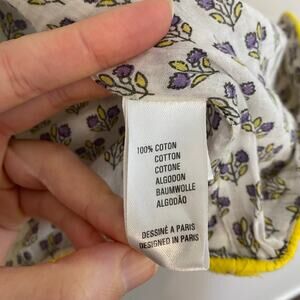 100% COTON
COTTON
COTONE
ALGODON
BAUMWOLLE
ALGODÃO
DESSINÉ A PARIS
DESIGNED IN PARIS